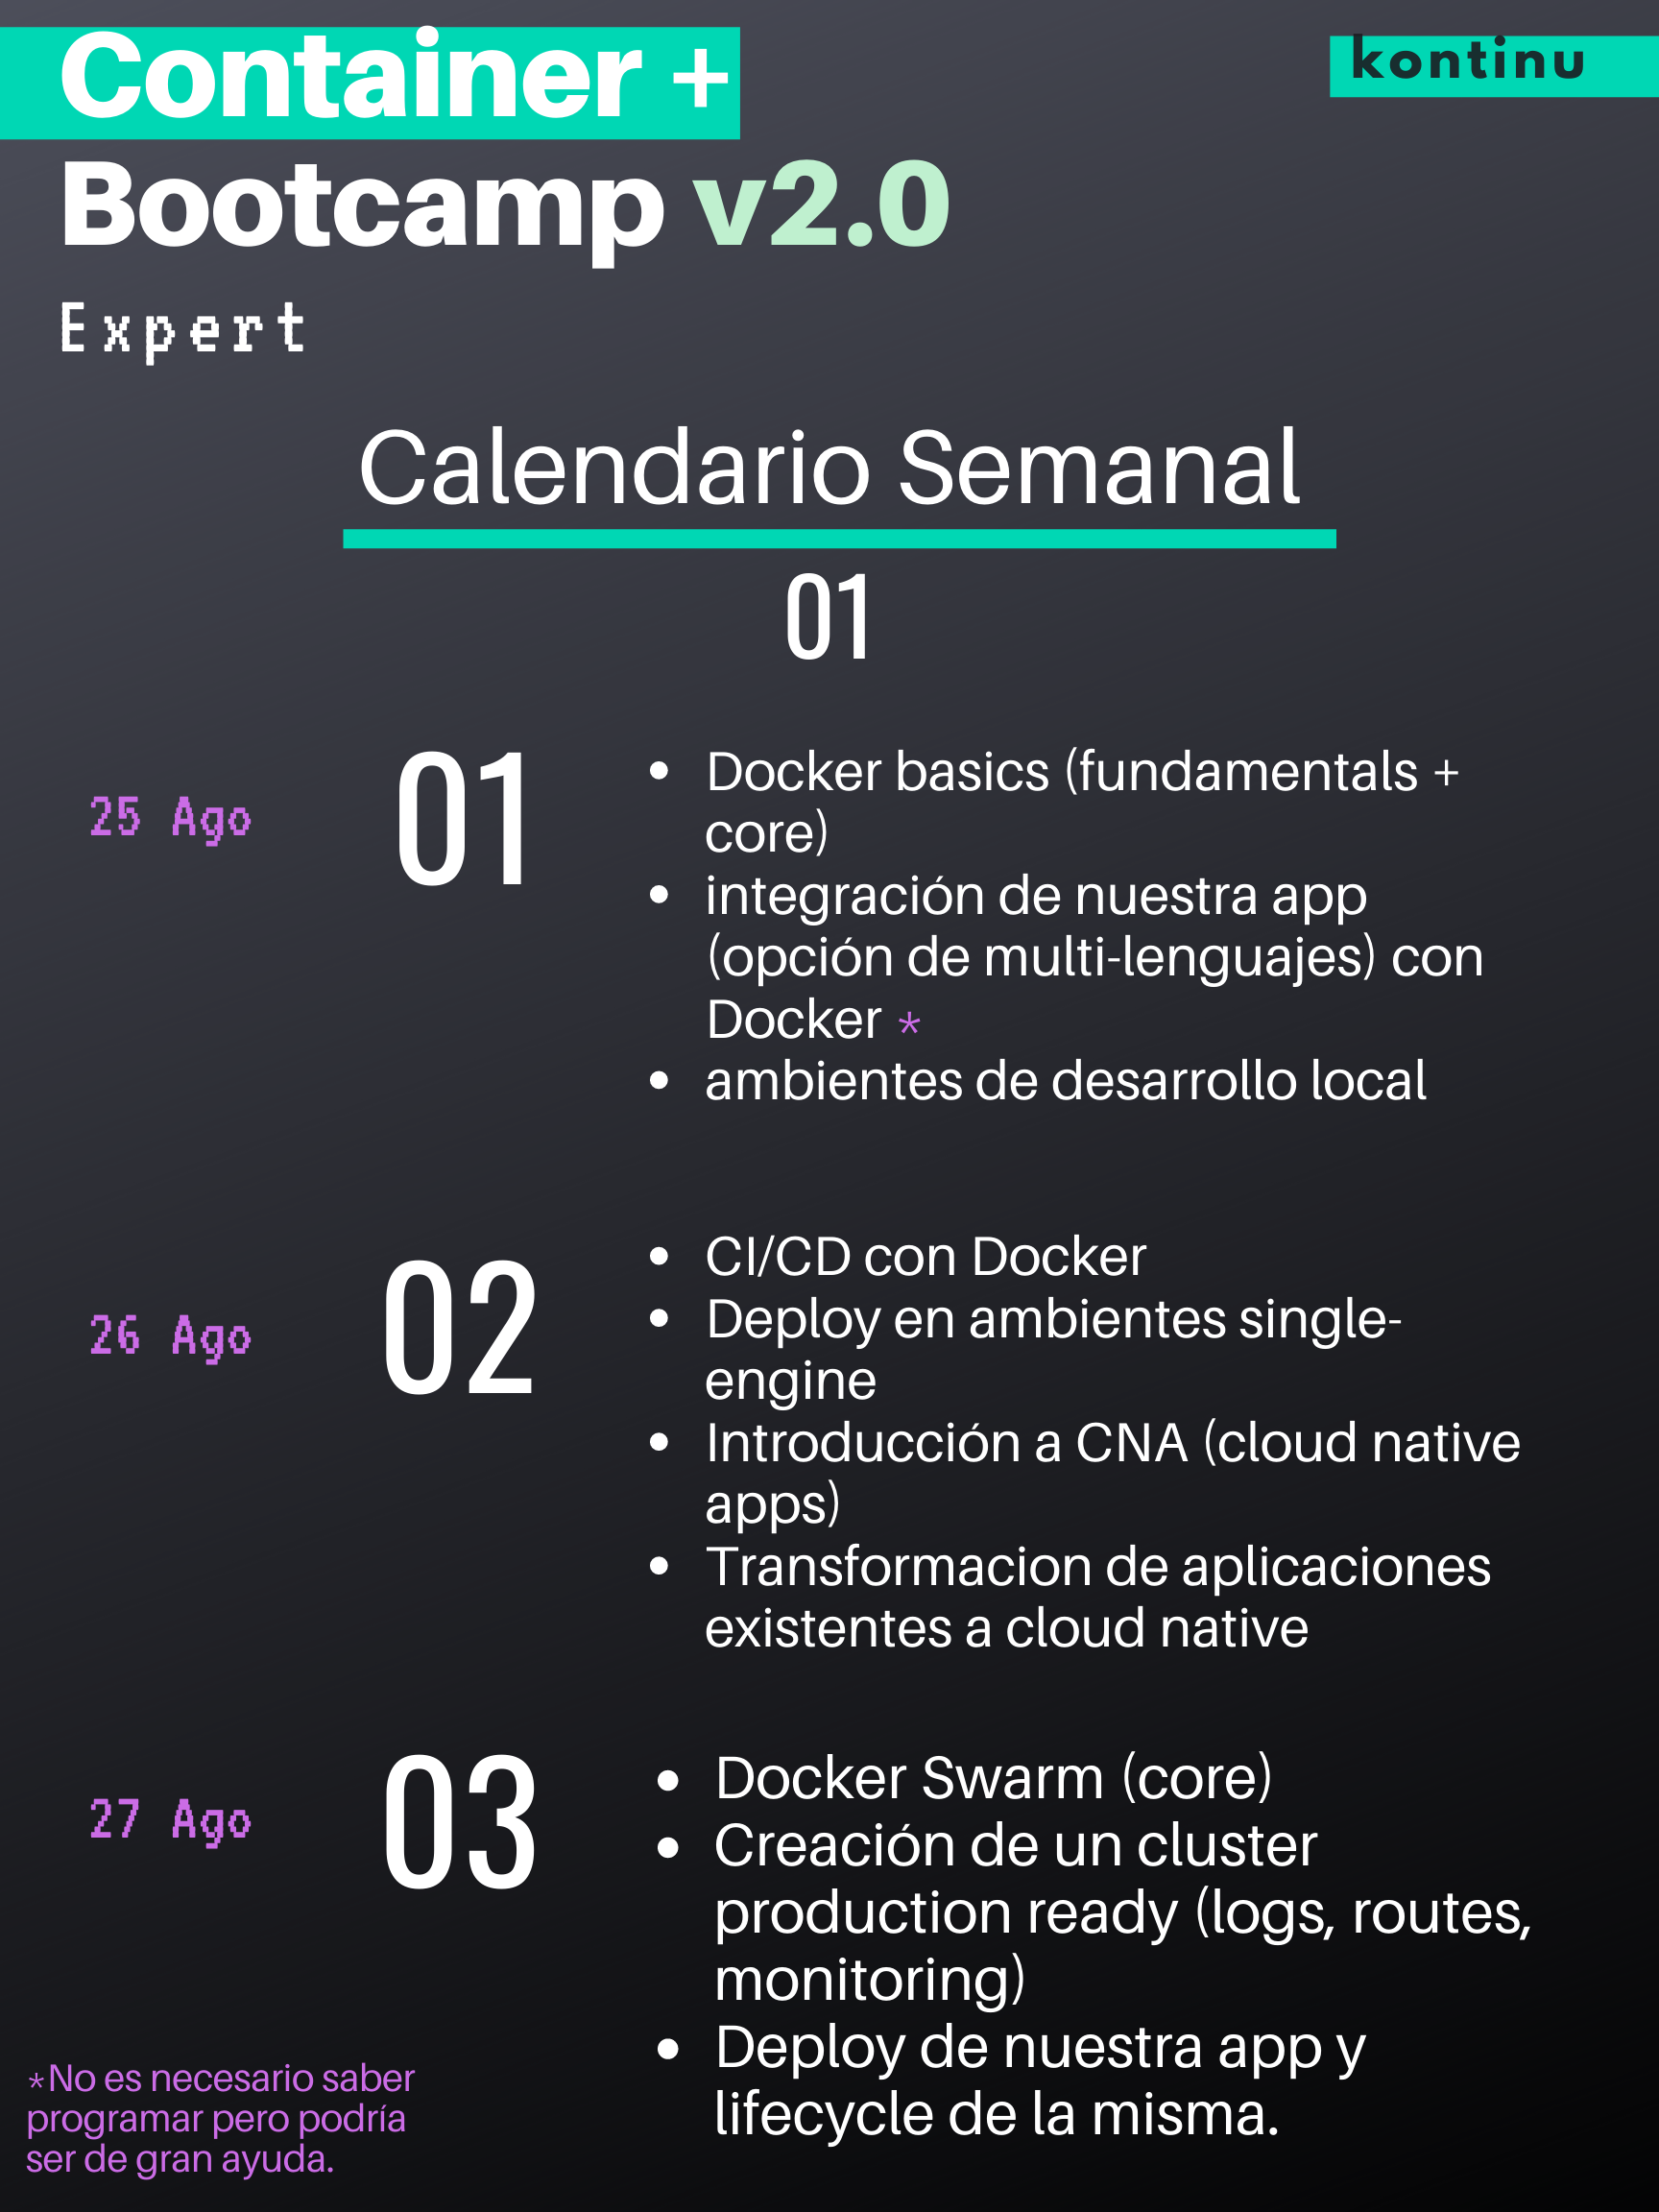 Container +
kontinu
Bootcamp v2.0
Expert
Calendario Semanal
01
25 Ago
01
• Docker basics (fundamentals +
core)
• integración de nuestra app
(opción de multi-lenguajes) con
Docker *
• ambientes de desarrollo local
26 Ago
02
• CI/CD con Docker
• Deploy en ambientes single-
engine
• Introducción a CNA (cloud native
apps)
• Transformacion de aplicaciones
existentes a cloud native
27 Ago
03
• Docker Swarm (core)
• Creación de un cluster
production ready (logs, routes,
monitoring)
• Deploy de nuestra app y
lifecycle de la misma.
*No es necesario saber
programar pero podría
ser de gran ayuda.